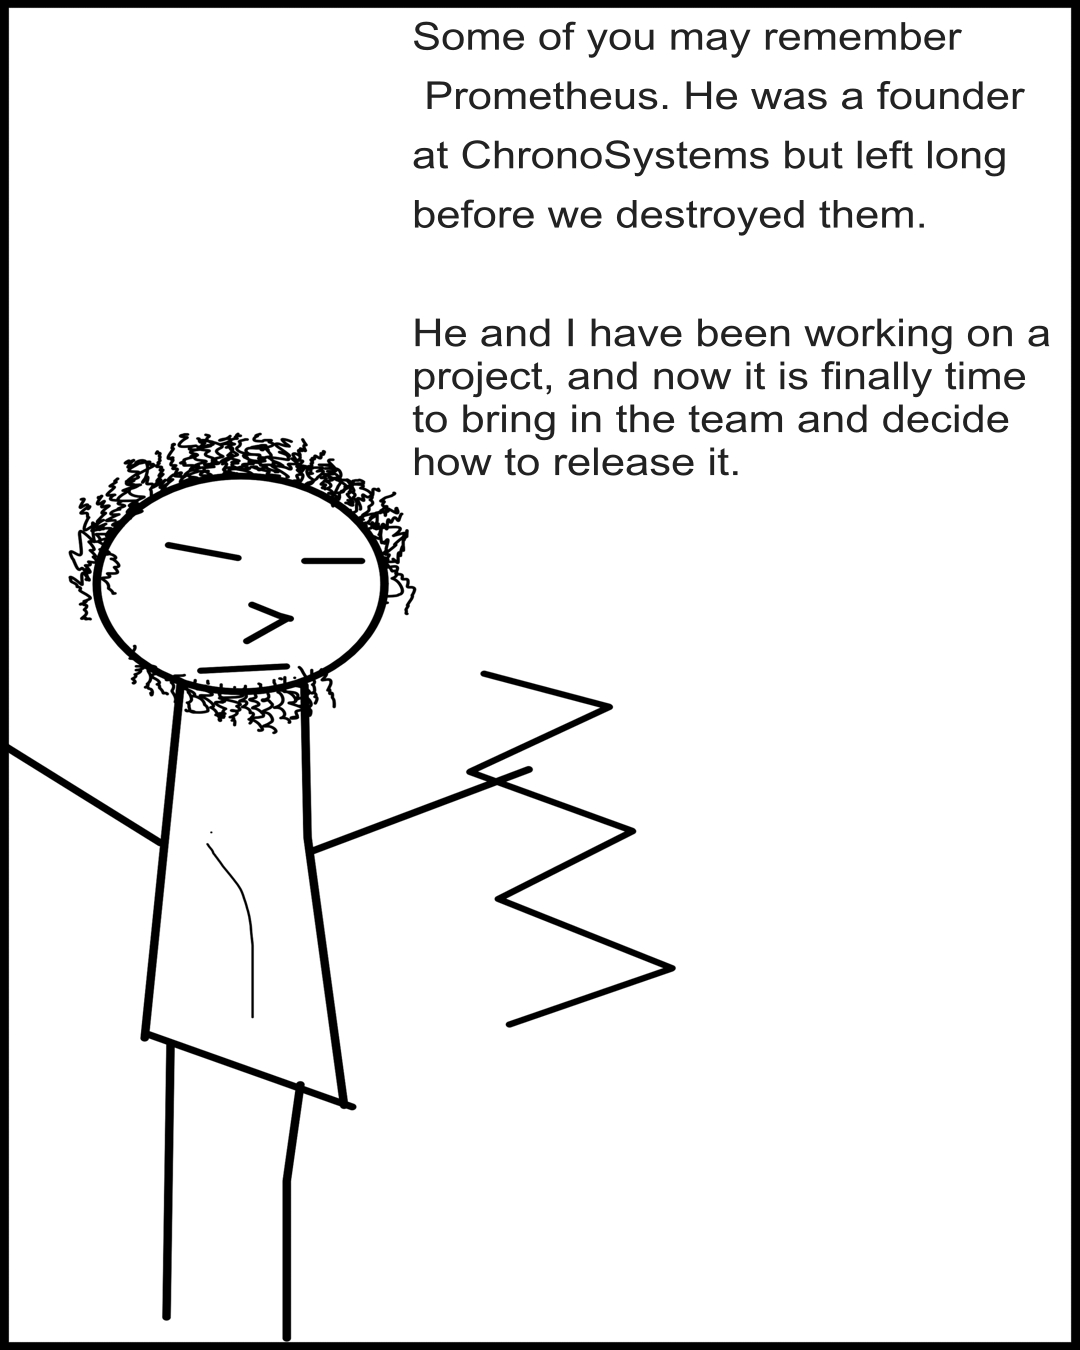 Some of you may remember
Prometheus. He was a founder
at ChronoSystems but left long
before we destroyed them.
He and I have been working on a
project, and now it is finally time
to bring in the team and decide
how to release it.